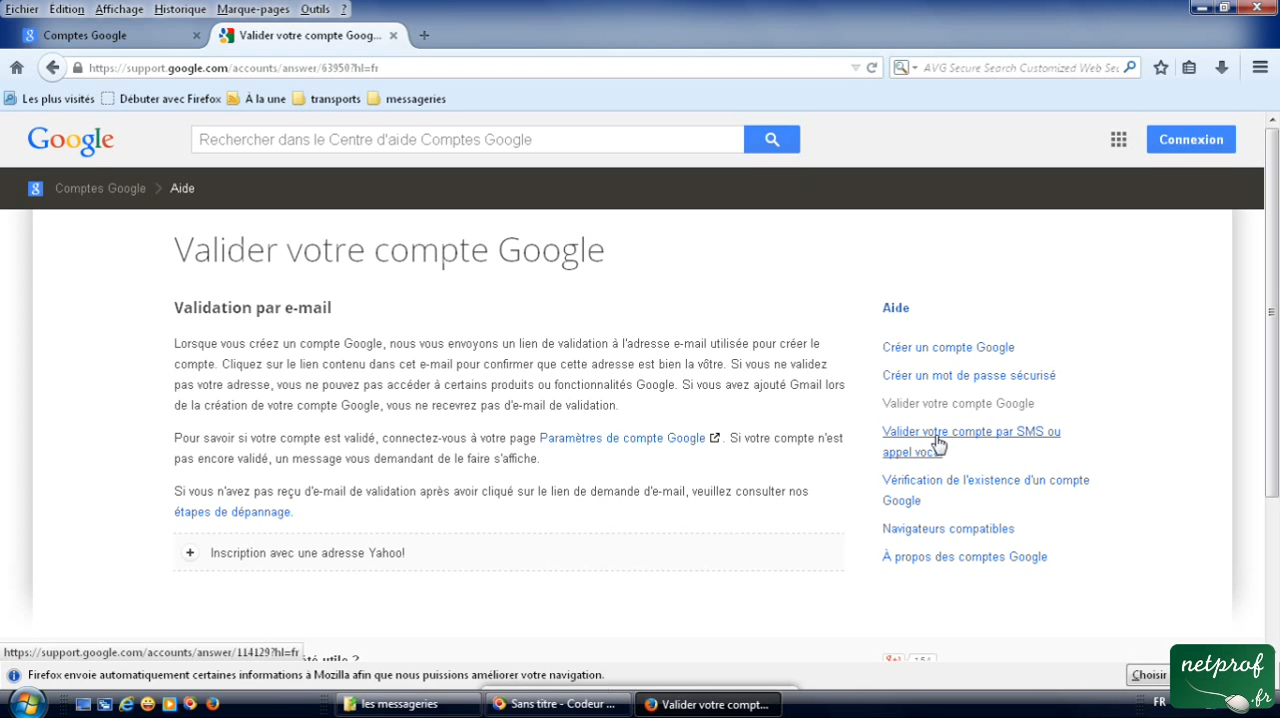 Fichier Édition Affichage Historique Marque-pages Outils ?
Comptes Google
Valider votre compte Goog...
https://support.google.com/accounts/answer/63950?hl=fr
AVG Secure Search Customized Web Sec
Les plus visités Débuter avec Firefox À la une transports messageries
Google
Rechercher dans le Centre d'aide Comptes Google
Connexion
Comptes Google > Aide
Valider votre compte Google
Validation par e-mail
Lorsque vous créez un compte Google, nous vous envoyons un lien de validation à l'adresse e-mail utilisée pour créer le
compte. Cliquez sur le lien contenu dans cet e-mail pour confirmer que cette adresse est bien la vôtre. Si vous ne validez
pas votre adresse, vous ne pouvez pas accéder à certains produits ou fonctionnalités Google. Si vous avez ajouté Gmail lors
de la création de votre compte Google, vous ne recevrez pas d'e-mail de validation.
Pour savoir si votre compte est validé, connectez-vous à votre page Paramètres de compte Google . Si votre compte n'est
pas encore validé, un message vous demandant de le faire s'affiche.
Si vous n'avez pas reçu d'e-mail de validation après avoir cliqué sur le lien de demande d'e-mail, veuillez consulter nos
étapes de dépannage.
+ Inscription avec une adresse Yahoo!
Aide
Créer un compte Google
Créer un mot de passe sécurisé
Valider votre compte Google
Valider votre compte par SMS ou
appel
Vérification de l'existence d'un compte
Google
Navigateurs compatibles
À propos des comptes Google
https://support.google.com/accounts/answer/114129?hl=fr
utile ?
Firefox envoie automatiquement certaines informations à Mozilla afin que nous puissions améliorer votre navigation.
Choisir
netprof
.fr
les messageries
Sans titre - Codeur ...
Valider votre compt...
FR